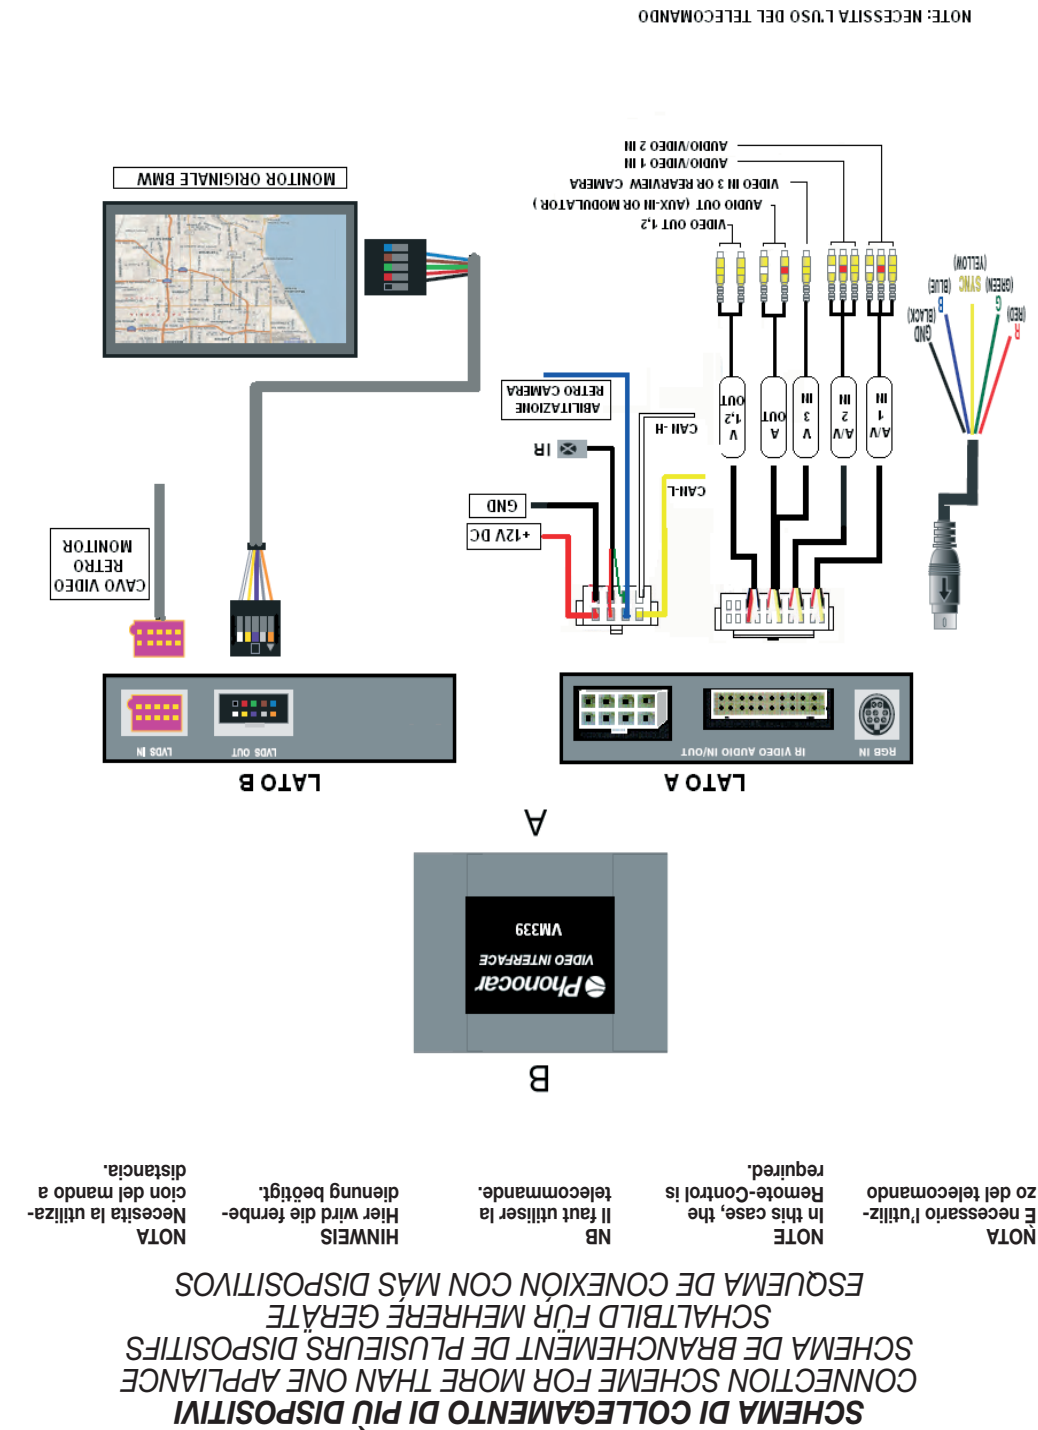 SCHEMA DI COLLEGAMENTO DI PIÙ DISPOSITIVI
CONNECTION SCHEME FOR MORE THAN ONE APPLIANCE
SCHEMA DE BRANCHEMENT DE PLUSIEURS DISPOSITIFS
SCHALTBILD FÜR MEHRERE GERÄTE
ESQUEMA DE CONEXIÓN CON MÁS DISPOSITIVOS
NOTA
È necessario l'utiliz-
zo del telecomando
NOTE
In this case, the
Remote-Control is
required.
NB
Il faut utiliser la
telecommande.
HINWEIS
Hier wird die fernbe-
dienung beötigt.
NOTA
Necesita la utiliza-
cion del mando a
distancia.
B
Phonocar
VIDEO INTERFACE
VM339
A
LATO A
RGB IN
IR VIDEO AUDIO IN/OUT
LATO B
LVDS OUT
LVDS IN
R
(RED)
G
(GREEN)
SYNC
(YELLOW)
B
(BLUE)
GND
(BLACK)
A/V
1
IN
A/V
2
IN
V
3
IN
A
OUT
V
1,2
OUT
VIDEO OUT 1,2
AUDIO OUT (AUX-IN OR MODULATOR )
VIDEO IN 3 OR REARVIEW CAMERA
AUDIO/VIDEO 1 IN
AUDIO/VIDEO 2 IN
+12V DC
GND
CAN-L
IR
CAN-H
ABILITAZIONE
RETRO CAMERA
CAVO VIDEO
RETRO
MONITOR
MONITOR ORIGINALE BMW
NOTE: NECESSITA L'USO DEL TELECOMANDO